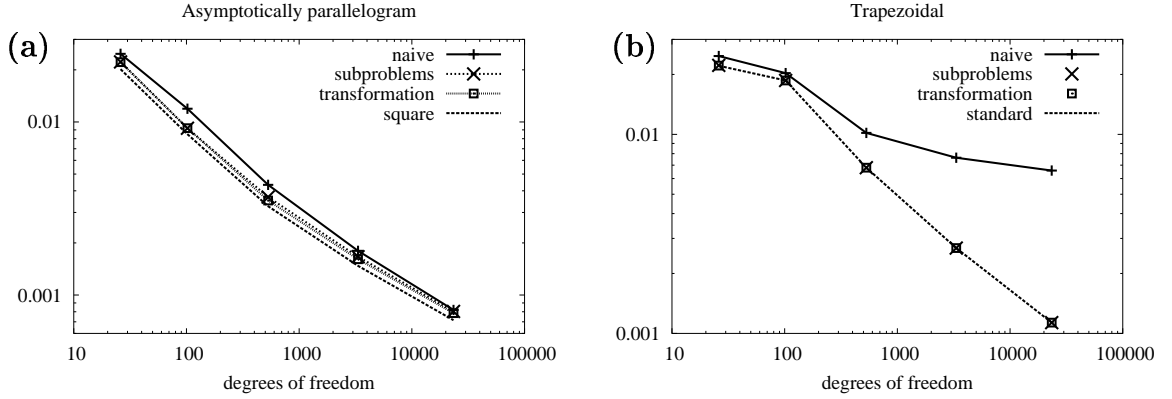 Asymptotically parallelogram
(a)
naive
subproblems
transformation
square
0.01
0.001
10 100 1000 10000 100000
degrees of freedom
Trapezoidal
(b)
naive
subproblems
transformation
standard
0.01
0.001
10 100 1000 10000 100000
degrees of freedom